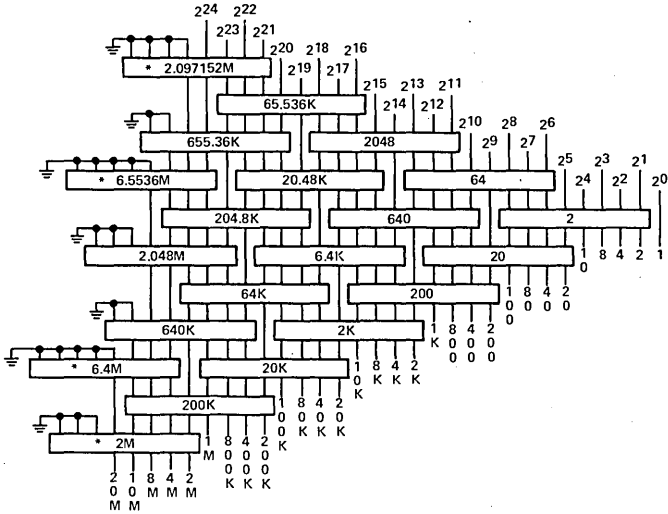 2^24 2^22
2^23 2^21
2^20 2^18 2^16
2^19 2^17
* 2.097152M
2^15 2^13 2^11
65.536K
2^14 2^12
2^10 2^8 2^6
655.36K 2048
2^9 2^7
2^5 2^3 2^1
* 6.5536M 20.48K 64
2^4 2^2 2^0
204.8K 640 2
10 8 4 2 1
2.048M 6.4K 20
100 80 40 20
64K 200
1K 800 400 200
640K 2K
10K 8K 4K 2K
* 6.4M 20K
100K 80K 40K 20K
200K
* 2M
1M 800K 400K 200K
20M 10M 8M 4M 2M